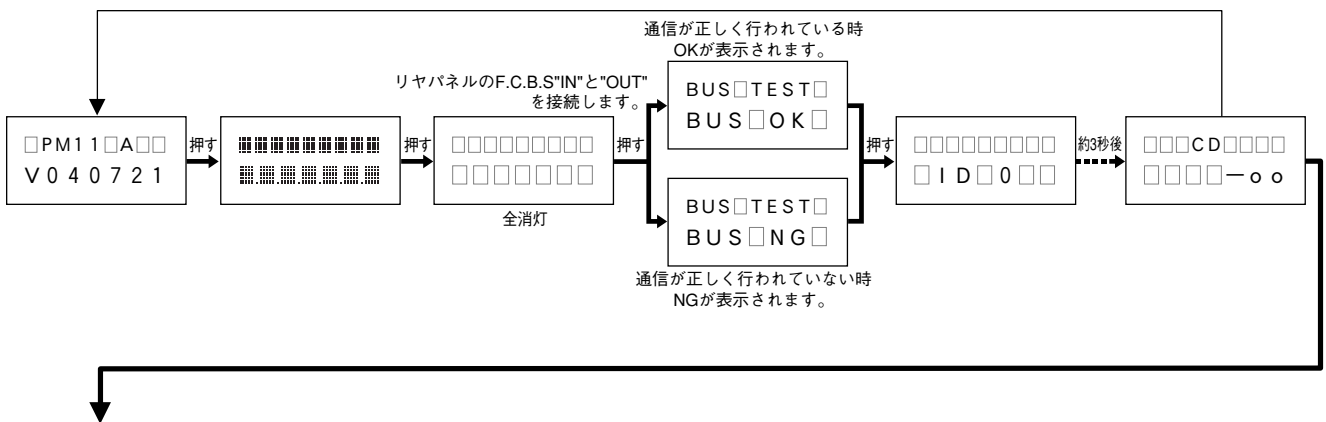 通信が正しく行われている時
OKが表示されます。
リヤパネルのF.C.B.S"IN"と"OUT"
を接続します。
□PM11□A□□
V040721
押す
押す
□□□□□□□□□
□□□□□□□
全消灯
押す
BUS□TEST□
BUS□OK□
BUS□TEST□
BUS□NG□
通信が正しく行われていない時
NGが表示されます。
押す
□□□□□□□□□
□ID□0□□
約3秒後
□□□CD□□□□
□□□□−oo